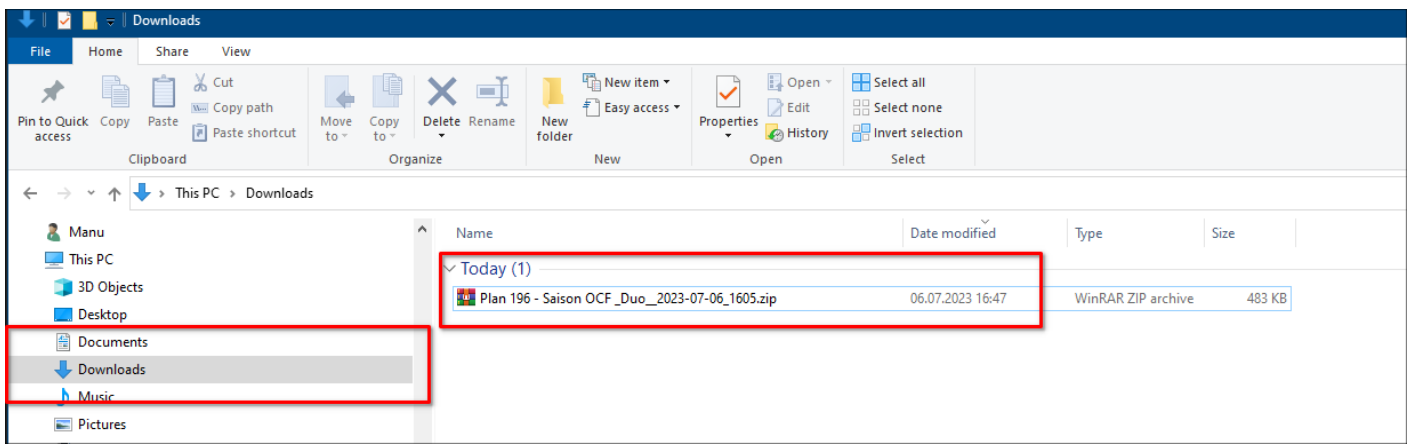 Downloads
File Home Share View
Pin to Quick access
Copy
Paste
Cut
Copy path
Paste shortcut
Clipboard
Move to
Copy to
Delete
Rename
Organize
New folder
New item
Easy access
New
Properties
Open
Edit
History
Open
Select all
Select none
Invert selection
Select
This PC > Downloads
Manu
This PC
3D Objects
Desktop
Documents
Downloads
Music
Pictures
Name Date modified Type Size
Today (1)
Plan 196 - Saison OCF _Duo__2023-07-06_1605.zip 06.07.2023 16:47 WinRAR ZIP archive 483 KB